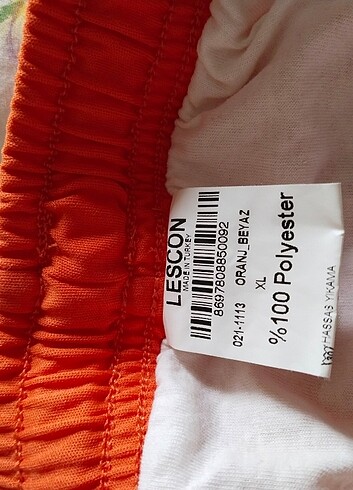 LESCON
MADE IN TURKEY
8697808850092
021-1113 ORANJ_BEYAZ
XL
%100 Polyester
HASSAS YIKAMA